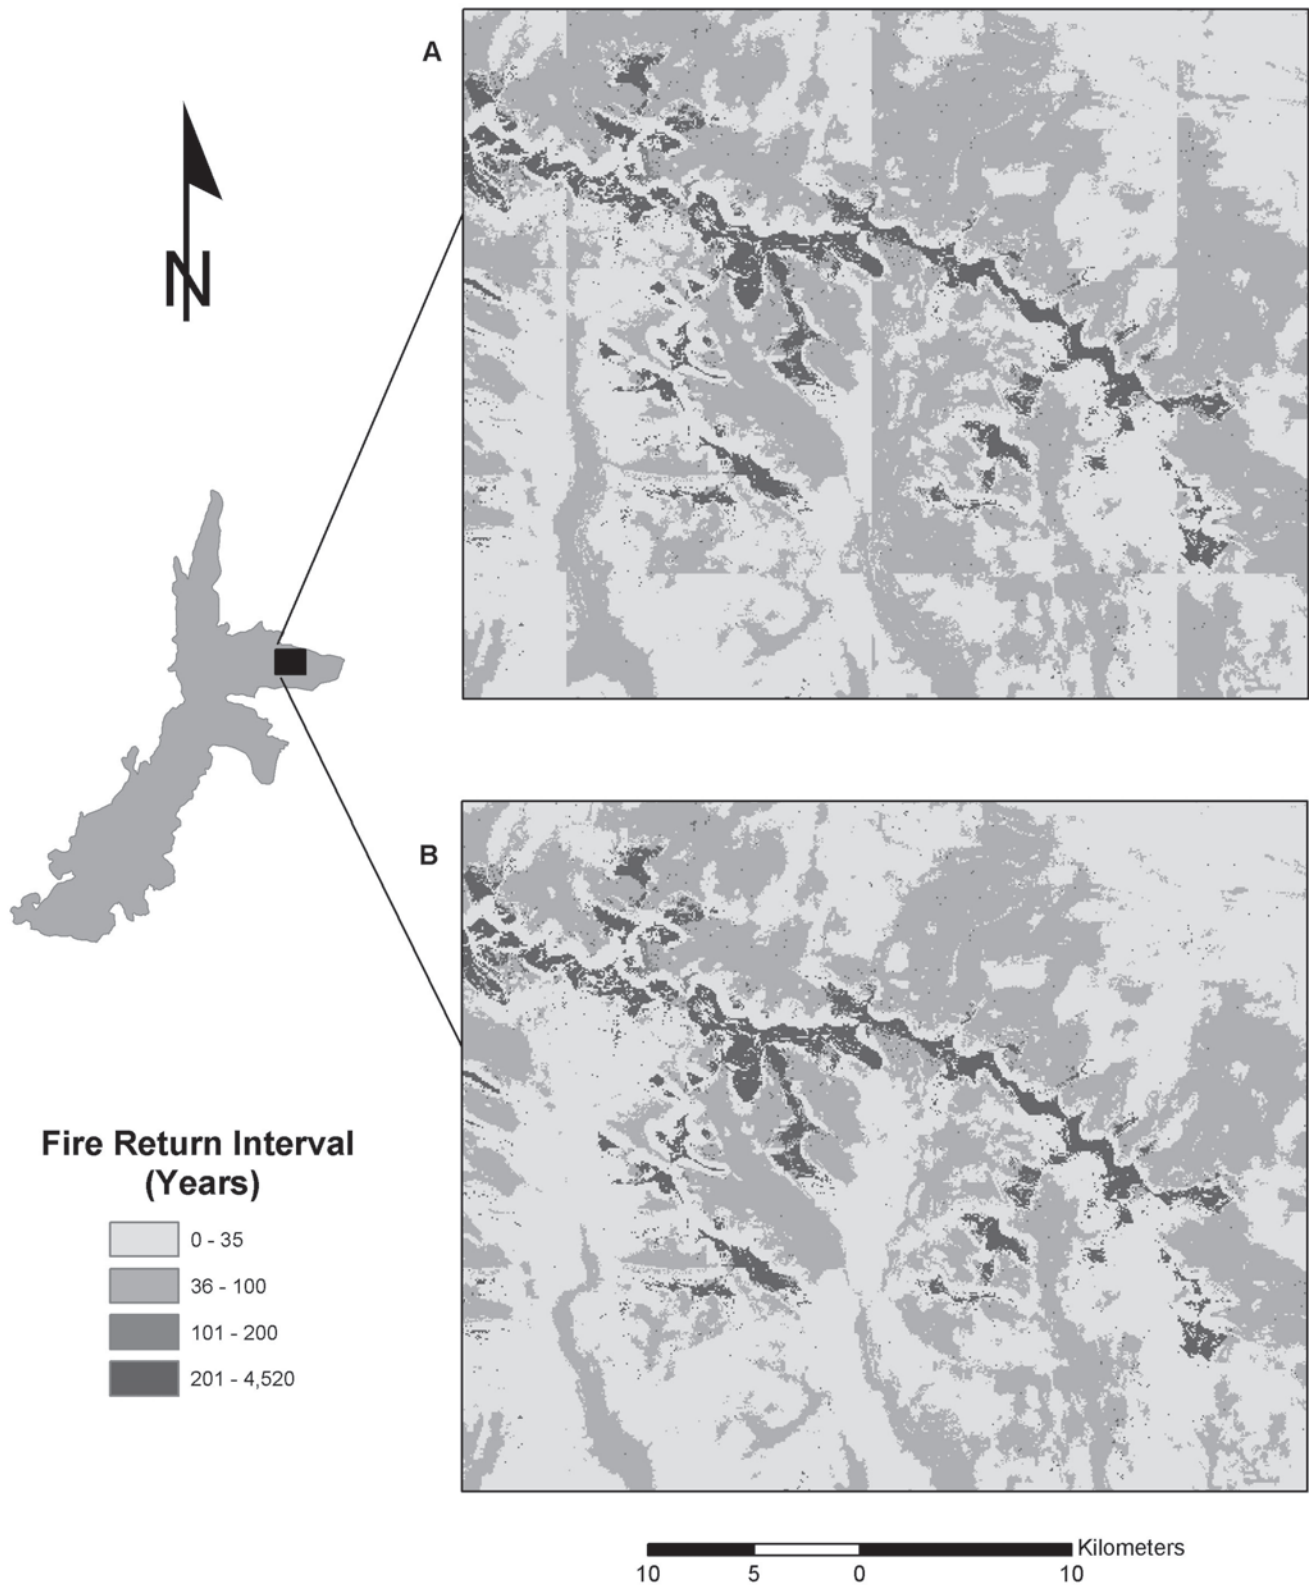 A
N
B
Fire Return Interval
(Years)
0 - 35
36 - 100
101 - 200
201 - 4,520
Kilometers
10 5 0 10